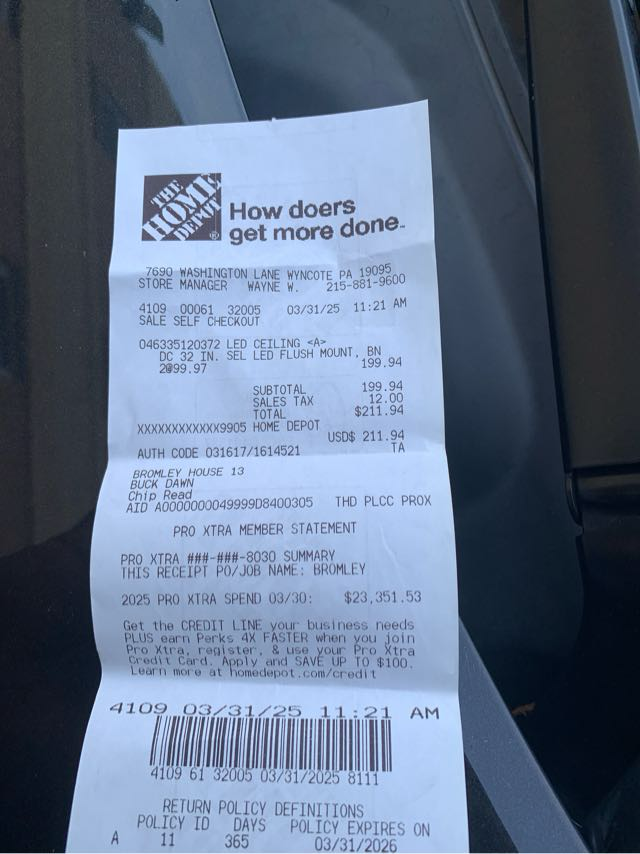 THE
HOME
DEPOT®
How doers
get more done.
7690 WASHINGTON LANE WYNCOTE PA 19095
STORE MANAGER WAYNE W. 215-881-9600
4109 00061 32005 03/31/25 11:21 AM
SALE SELF CHECKOUT
046335120372 LED CEILING <A>
DC 32 IN. SEL LED FLUSH MOUNT, BN
2@99.97 199.94
SUBTOTAL 199.94
SALES TAX 12.00
TOTAL $211.94
XXXXXXXXXXXX9905 HOME DEPOT
USD$ 211.94
AUTH CODE 031617/1614521 TA
BROMLEY HOUSE 13
BUCK DAWN
Chip Read
AID A0000000049999D8400305 THD PLCC PROX
PRO XTRA MEMBER STATEMENT
PRO XTRA ###-###-8030 SUMMARY
THIS RECEIPT PO/JOB NAME: BROMLEY
2025 PRO XTRA SPEND 03/30: $23,351.53
Get the CREDIT LINE your business needs
PLUS earn Perks 4X FASTER when you join
Pro Xtra, register, & use your Pro Xtra
Credit Card. Apply and SAVE UP TO $100.
Learn more at homedepot.com/credit
4109 03/31/25 11:21 AM
4109 61 32005 03/31/2025 8111
RETURN POLICY DEFINITIONS
POLICY ID DAYS POLICY EXPIRES ON
A 11 365 03/31/2026